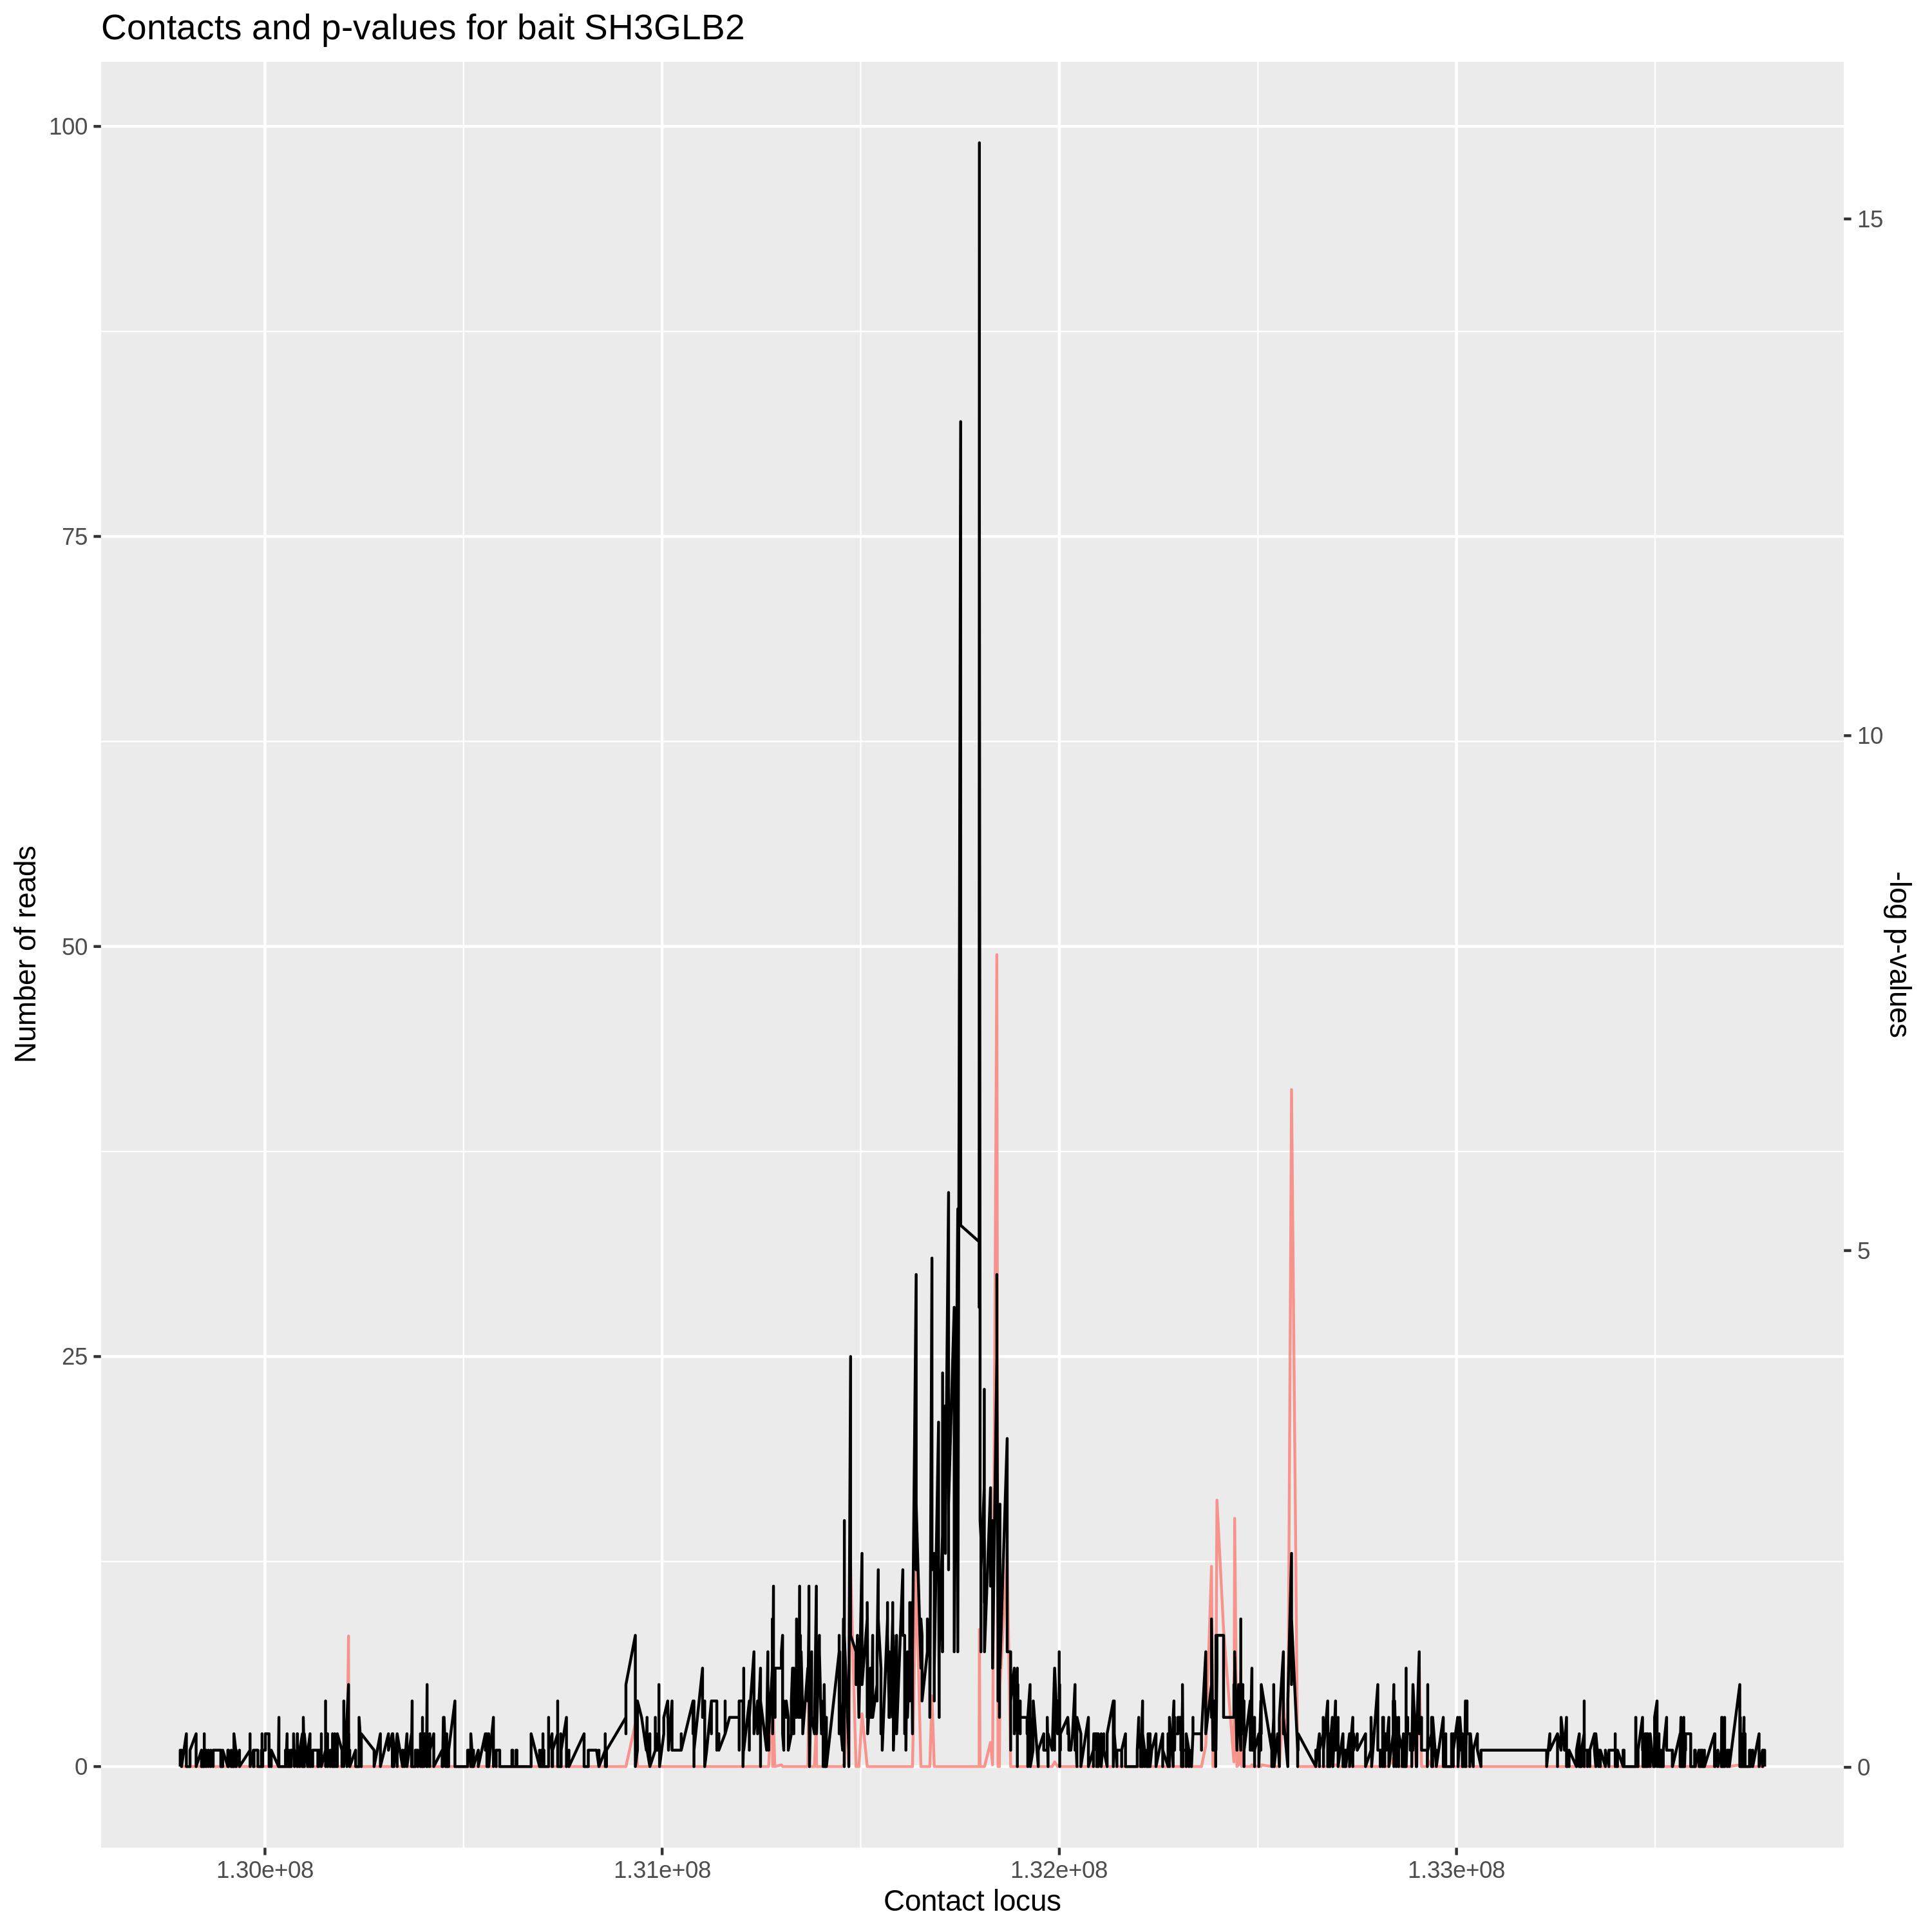 Contacts and p-values for bait SH3GLB2
100
75
50
25
0
Number of reads
15
10
5
0
-log p-values
1.30e+08
1.31e+08
1.32e+08
1.33e+08
Contact locus